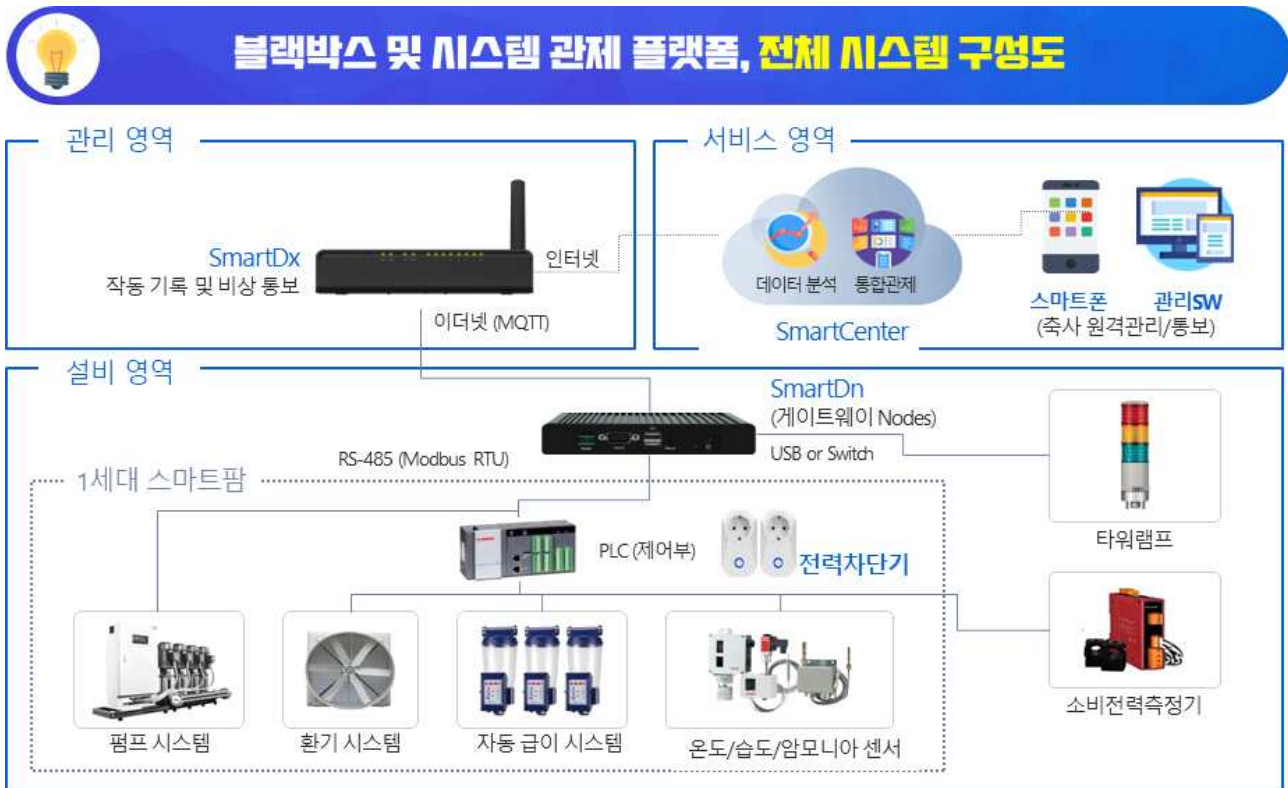 블랙박스 및 시스템 관제 플랫폼, 전체 시스템 구성도
관리 영역
SmartDx
작동 기록 및 비상 통보
인터넷
이더넷 (MQTT)
서비스 영역
데이터 분석
통합관제
SmartCenter
스마트폰
관리SW
(축사 원격관리/통보)
설비 영역
SmartDn
(게이트웨이 Nodes)
USB or Switch
RS-485 (Modbus RTU)
1세대 스마트팜
PLC (제어부)
전력차단기
타워램프
펌프 시스템
환기 시스템
자동 급이 시스템
온도/습도/암모니아 센서
소비전력측정기